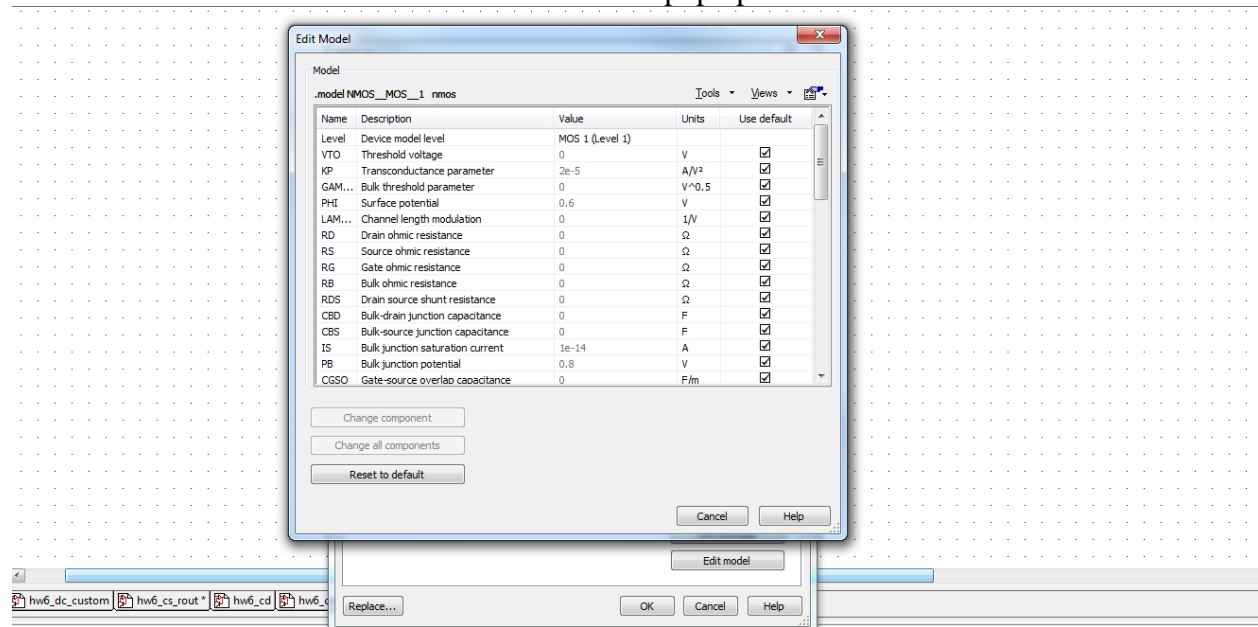 Edit Model
Model
.model NMOS__MOS__1 nmos Tools Views
Name Description Value Units Use default
Level Device model level MOS 1 (Level 1)
VTO Threshold voltage 0 V
KP Transconductance parameter 2e-5 A/V²
GAM... Bulk threshold parameter 0 V^0.5
PHI Surface potential 0.6 V
LAM... Channel length modulation 0 1/V
RD Drain ohmic resistance 0 Ω
RS Source ohmic resistance 0 Ω
RG Gate ohmic resistance 0 Ω
RB Bulk ohmic resistance 0 Ω
RDS Drain source shunt resistance 0 Ω
CBD Bulk-drain junction capacitance 0 F
CBS Bulk-source junction capacitance 0 F
IS Bulk junction saturation current 1e-14 A
PB Bulk junction potential 0.8 V
CGSO Gate-source overlap capacitance 0 F/m
Change component
Change all components
Reset to default
Cancel Help
Edit model
hw6_dc_custom hw6_cs_rout * hw6_cd
Replace... OK Cancel Help